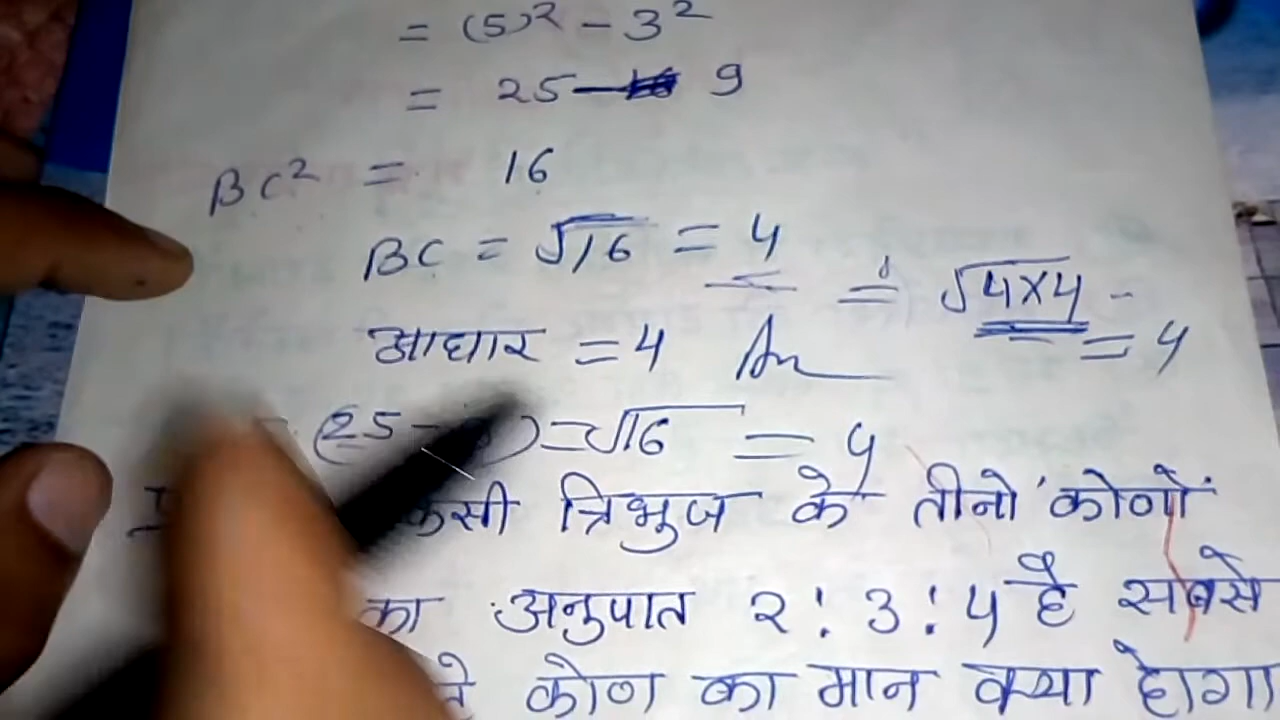 = (5)² - 3²
= 25 - 9
BC² = 16
BC = √16 = 4 = √4×4 = 4
आधार = 4 An
(25 - ) = √16 = 4
किसी त्रिभुज के तीनो कोणों
का अनुपात 2:3:4 है सबसे
कोण का मान क्या होगा